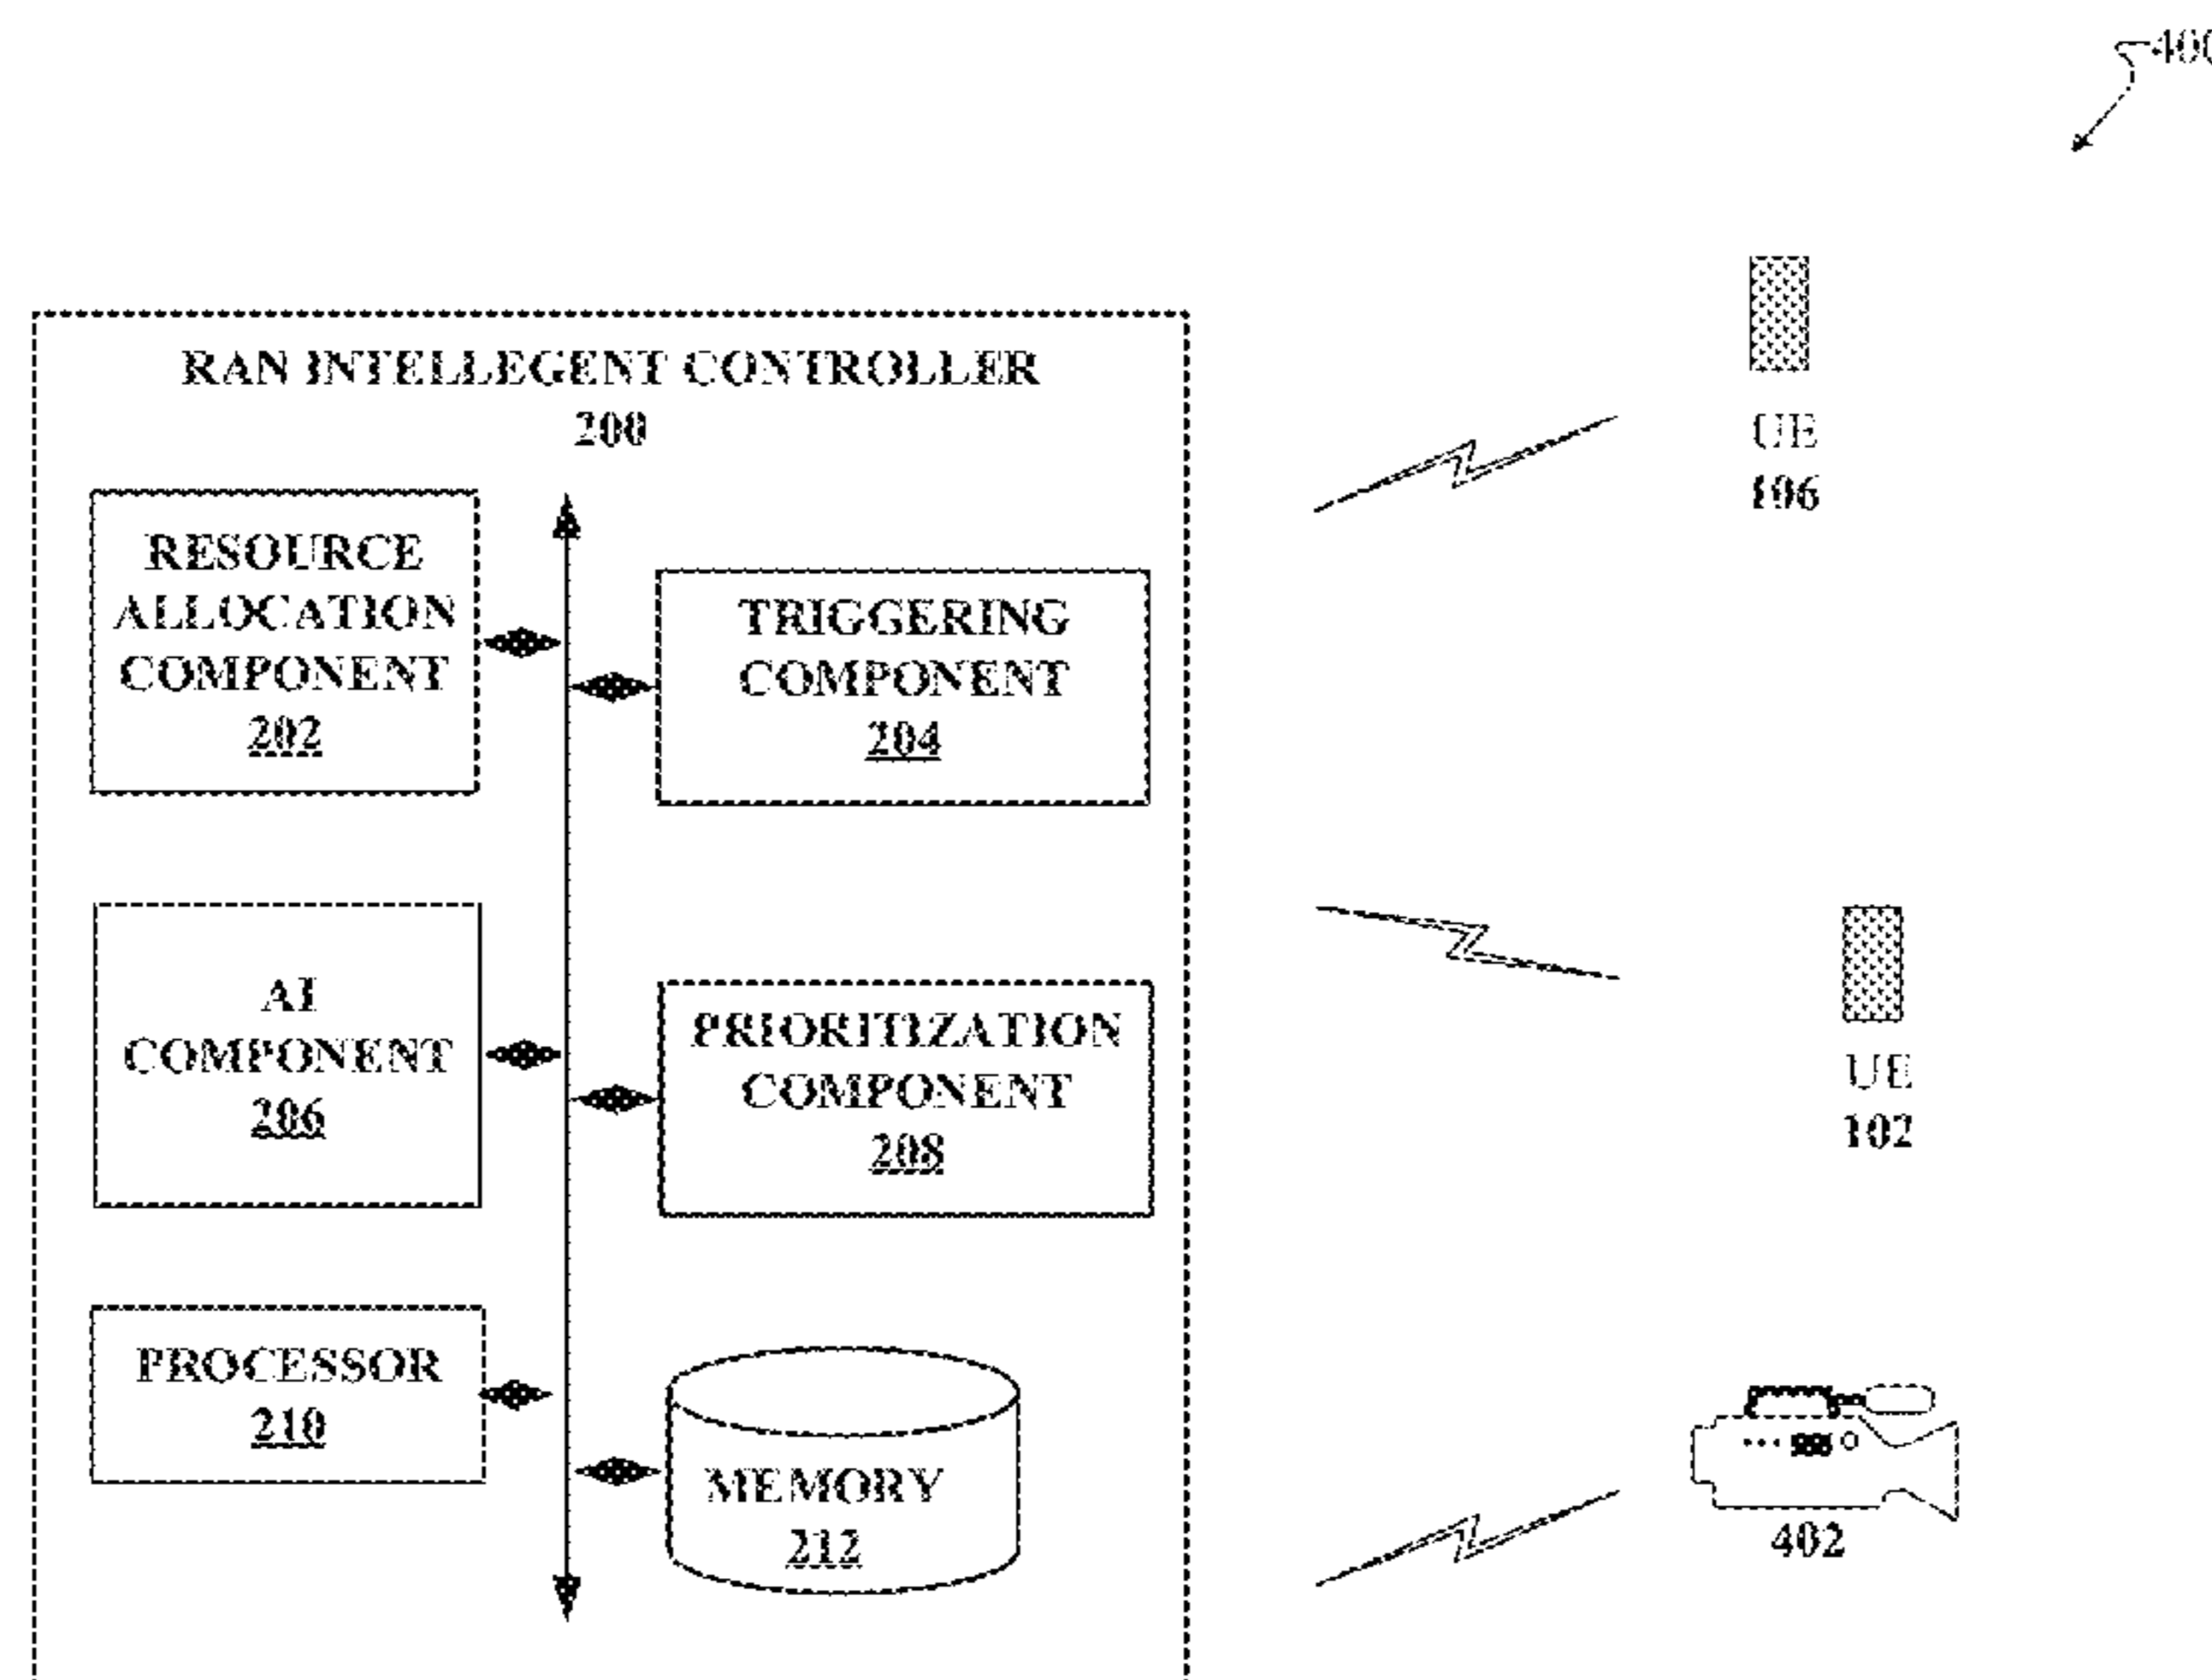 400
RAN INTELLEGENT CONTROLLER
200
RESOURCE
ALLOCATION
COMPONENT
202
TRIGGERING
COMPONENT
204
AI
COMPONENT
206
PRIORITIZATION
COMPONENT
208
PROCESSOR
210
MEMORY
212
UE
106
UE
102
402